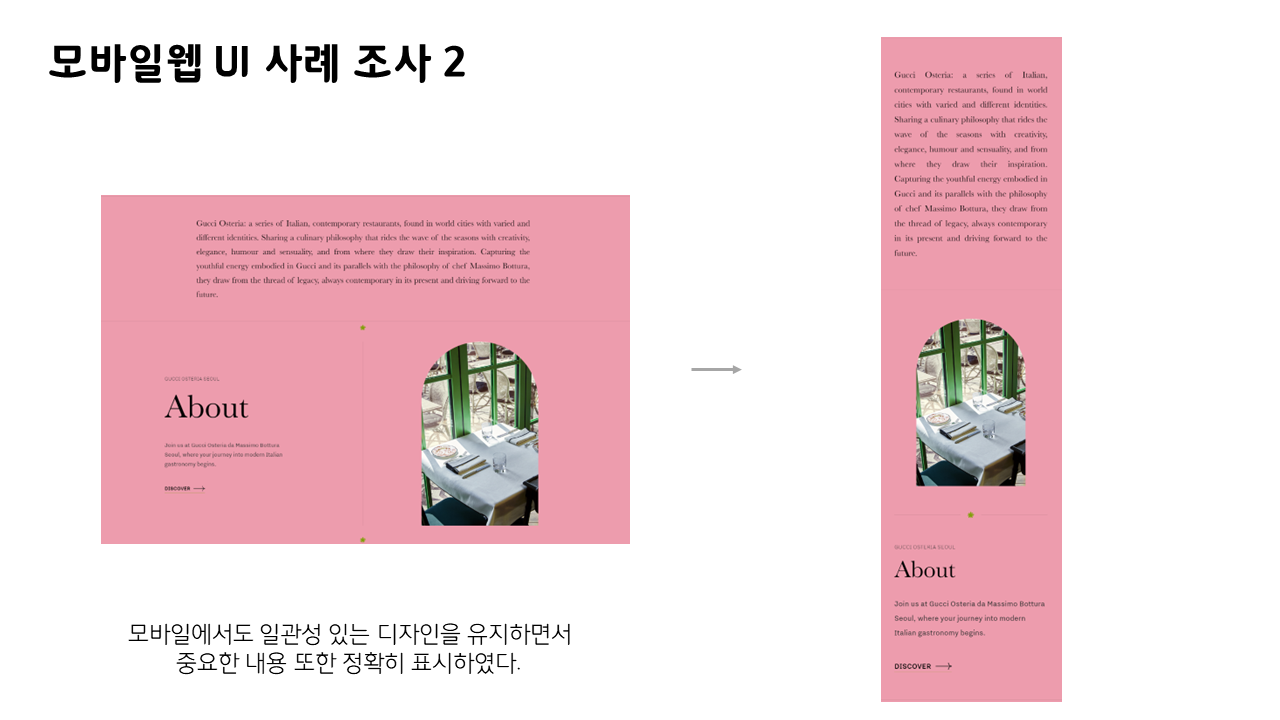 모바일웹 UI 사례 조사 2
Gucci Osteria: a series of Italian, contemporary restaurants, found in world cities with varied and
different identities. Sharing a culinary philosophy that rides the wave of the seasons with creativity,
elegance, humour and sensuality, and from where they draw their inspiration. Capturing the
youthful energy embodied in Gucci and its parallels with the philosophy of chef Massimo Bottura,
they draw from the thread of legacy, always contemporary in its present and driving forward to the
future.
GUCCI OSTERIA SEOUL
About
Join us at Gucci Osteria da Massimo Bottura
Seoul, where your journey into modern Italian
gastronomy begins.
DISCOVER
모바일에서도 일관성 있는 디자인을 유지하면서
중요한 내용 또한 정확히 표시하였다.
Gucci Osteria: a series of Italian,
contemporary restaurants, found in world
cities with varied and different identities.
Sharing a culinary philosophy that rides the
wave of the seasons with creativity,
elegance, humour and sensuality, and from
where they draw their inspiration.
Capturing the youthful energy embodied in
Gucci and its parallels with the philosophy
of chef Massimo Bottura, they draw from
the thread of legacy, always contemporary
in its present and driving forward to the
future.
GUCCI OSTERIA SEOUL
About
Join us at Gucci Osteria da Massimo Bottura
Seoul, where your journey into modern
Italian gastronomy begins.
DISCOVER